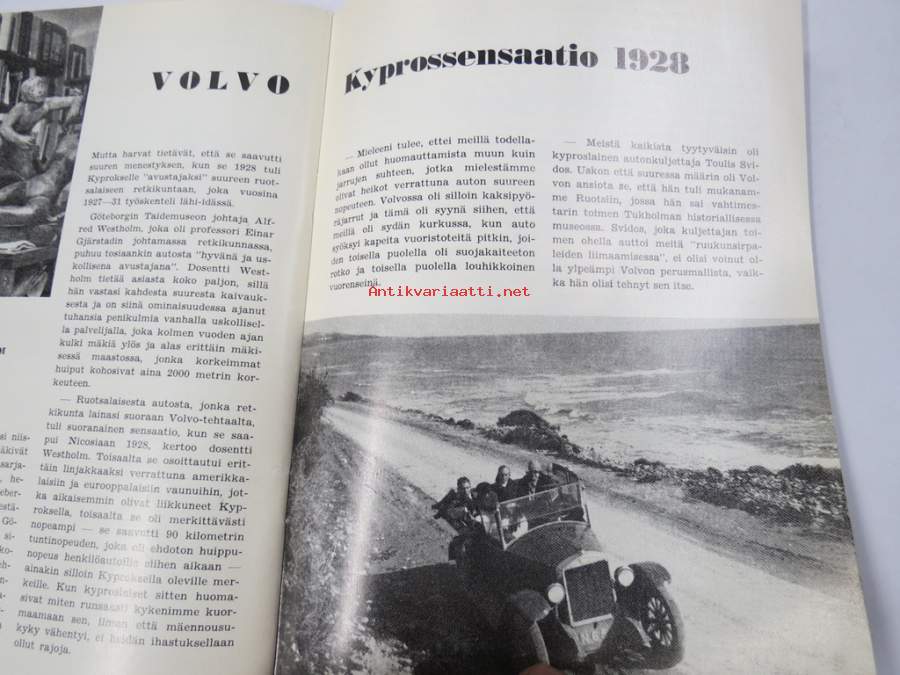 VOLVO
Mutta harvat tietävät, että se saavutti
suuren menestyksen, kun se 1928 tuli
Kyprokselle "avustajaksi" suureen ruot-
salaiseen retkikuntaan, joka vuosina
1927—31 työskenteli lähi-idässä.
Göteborgin Taidemuseon johtaja Alf-
red Westholm, joka oli professori Einar
Gjärstadin johtamassa retkikunnassa,
puhuu tosiaankin autosta "hyvänä ja us-
kollisena avustajana". Dosentti West-
holm tietää asiasta koko paljon, sillä
hän vastasi kahdesta suuresta kaivauk-
sesta ja on siinä ominaisuudessa ajanut
tuhansia penikulmia vanhalla uskollisel-
la palvelijalla, joka kolmen vuoden ajan
kulki mäkiä ylös ja alas erittäin mäki-
sessä maastossa, jonka korkeimmat
huiput kohosivat aina 2000 metrin kor-
keuteen.
— Ruotsalaisesta autosta, jonka ret-
kikunta lainasi suoraan Volvo-tehtaalta,
tuli suoranainen sensaatio, kun se saa-
pui Nicosiaan 1928, kertoo dosentti
Westholm. Toisaalta se osoittautui erit-
täin linjakkaaksi verrattuna amerikka-
laisiin ja eurooppalaisiin vaunuihin, jot-
ka aikaisemmin olivat liikkuneet Kyp-
roksella, toisaalta se oli merkittävästi
nopeampi — se saavutti 90 kilometrin
tuntinopeuden, joka oli ehdoton huippu-
nopeus henkilöautoilla siihen aikaan —
ainakin silloin Kyproksella oleville mer-
keille. Kun kyproslaiset sitten huoma-
sivat miten runsaasti kykenimme kuor-
maamaan sen, ilman että mäennousu-
kyky vähentyi, ei heidän ihastuksellaan
ollut rajoja.
Kyprossensaatio 1928
— Mieleeni tulee, ettei meillä todella-
kaan ollut huomauttamista muun kuin
jarrujen suhteen, jotka mielestämme
olivat heikot verrattuna auton suureen
nopeuteen. Volvossa oli silloin kaksipyö-
räjarrut ja tämä oli syynä siihen, että
meillä oli sydän kurkussa, kun auto
syöksyi kapeita vuoristoteitä pitkin, joi-
den toisella puolella oli suojakaiteeton
rotko ja toisella puolella louhikkoinen
vuorenseinä.
— Meistä kaikista tyytyväisin oli
kyproslainen autonkuljettaja Toulis Svi-
dos. Uskon että suuressa määrin oli Vol-
von ansiota se, että hän tuli mukanam-
me Ruotsiin, jossa hän sai vahtimes-
tarin toimen Tukholman historiallisessa
museossa. Svidos, joka kuljettajan toi-
men ohella auttoi meitä "ruukunsirpa-
leiden liimaamisessa", ei olisi voinut ol-
la ylpeämpi Volvon perusmallista, vaik-
ka hän olisi tehnyt sen itse.
Antikvariaatti.net